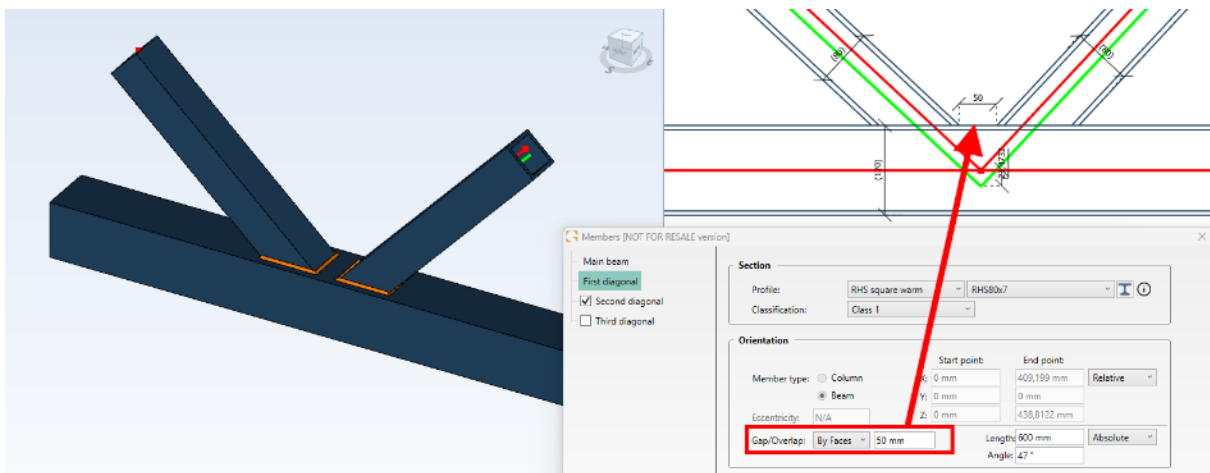 50
(80)
(80)
(120)
Members [NOT FOR RESALE version]
Main beam
First diagonal
Second diagonal
Third diagonal
Section
Profile: RHS square warm RHS80x7
Classification: Class 1
Orientation
Start point: End point:
Member type: Column X: 0 mm 409,199 mm Relative
Beam Y: 0 mm 0 mm
Eccentricity: N/A Z: 0 mm 438,8122 mm
Gap/Overlap: By Faces 50 mm Length: 600 mm Absolute
Angle: 47 °